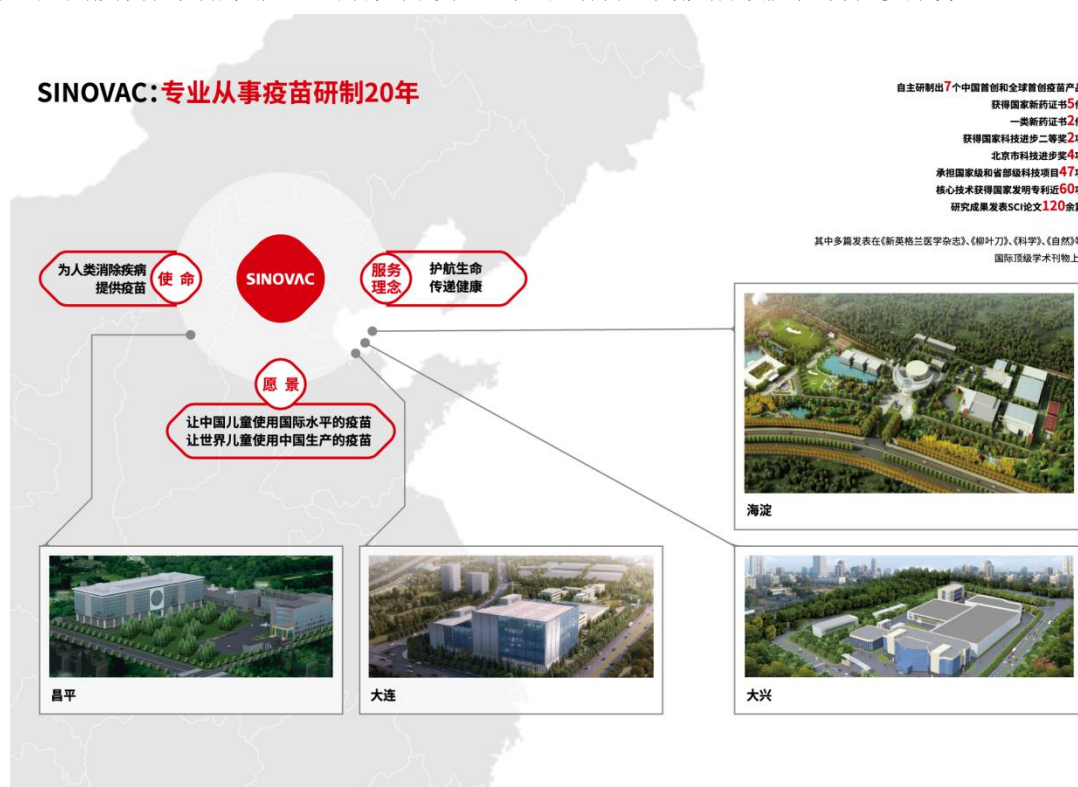 SINOVAC：专业从事疫苗研制20年
自主研制出7个中国首创和全球首创疫苗产品
获得国家新药证书5
一类新药证书2
获得国家科技进步二等奖2
北京市科技进步奖4
承担国家级和省部级科技项目47
核心技术获得国家发明专利近60
研究成果发表SCI论文120余
其中多篇发表在《新英格兰医学杂志》、《柳叶刀》、《科学》、《自然》
国际顶级学术刊物上
为人类消除疾病
提供疫苗
使 命
SINOVAC
服务
理念
护航生命
传递健康
愿 景
让中国儿童使用国际水平的疫苗
让世界儿童使用中国生产的疫苗
海淀
昌平
大连
大兴